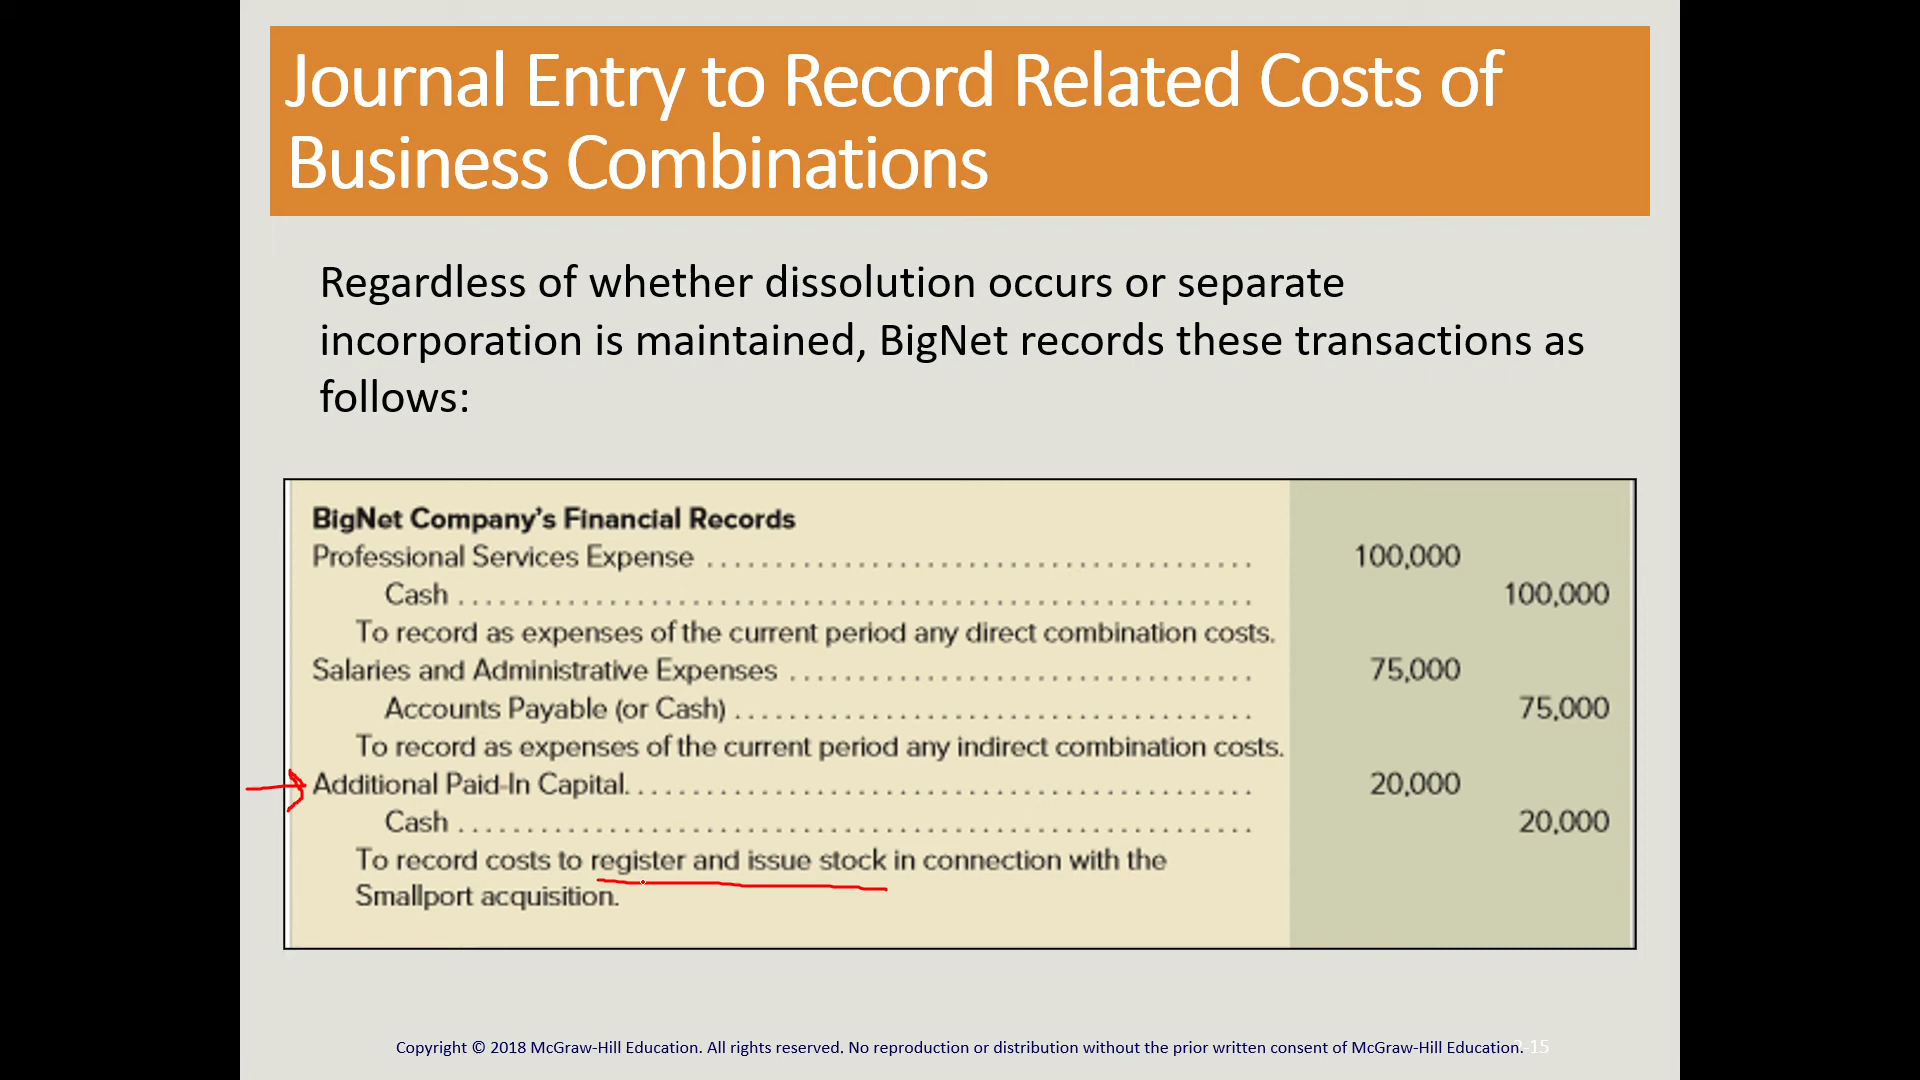 Journal Entry to Record Related Costs of
Business Combinations
Regardless of whether dissolution occurs or separate
incorporation is maintained, BigNet records these transactions as
follows:
BigNet Company’s Financial Records
Professional Services Expense ........................................ 100,000
Cash .......................................................... 100,000
To record as expenses of the current period any direct combination costs.
Salaries and Administrative Expenses .................................. 75,000
Accounts Payable (or Cash) ...................................... 75,000
To record as expenses of the current period any indirect combination costs.
Additional Paid-In Capital.............................................. 20,000
Cash .......................................................... 20,000
To record costs to register and issue stock in connection with the
Smallport acquisition.
Copyright © 2018 McGraw-Hill Education. All rights reserved. No reproduction or distribution without the prior written consent of McGraw-Hill Education. -15